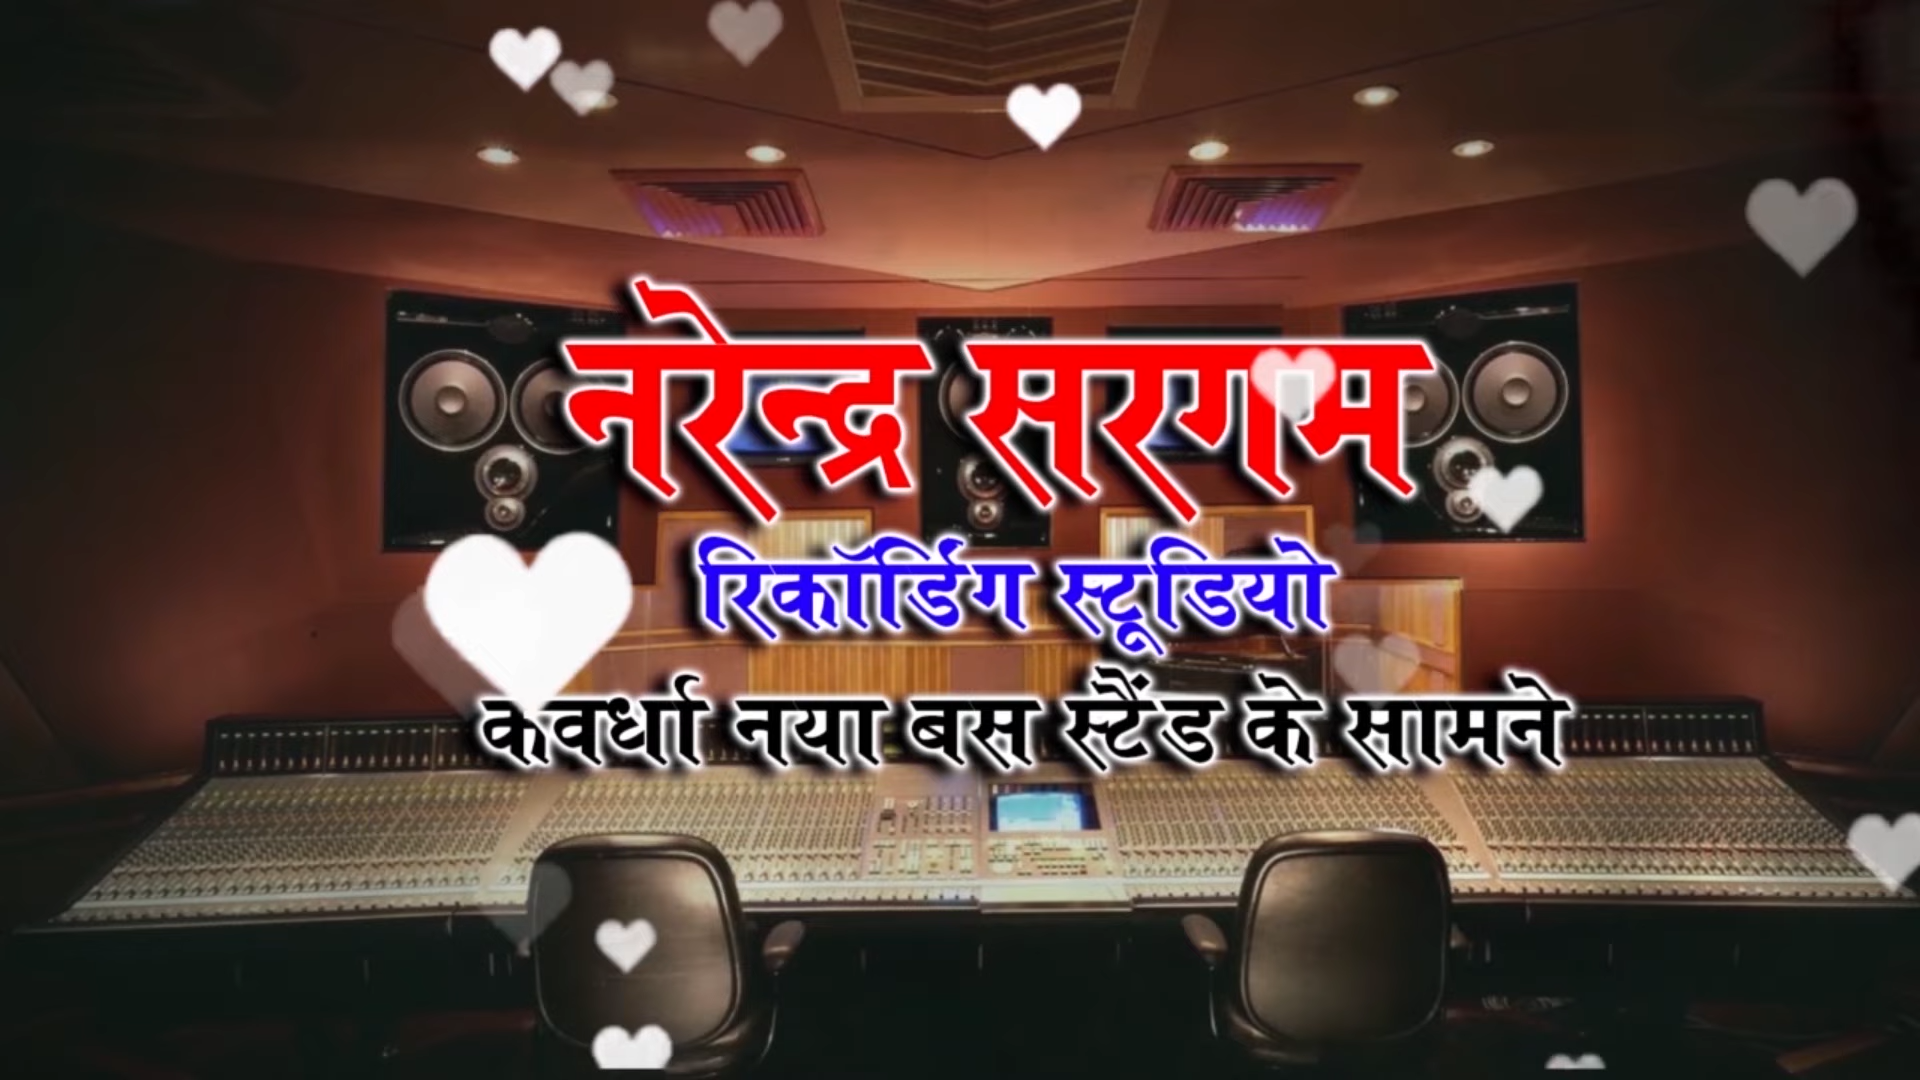 नरेन्द्र सरगम
रिकॉर्डिग स्टूडियो
कवर्धा नया बस स्टैंड के सामने